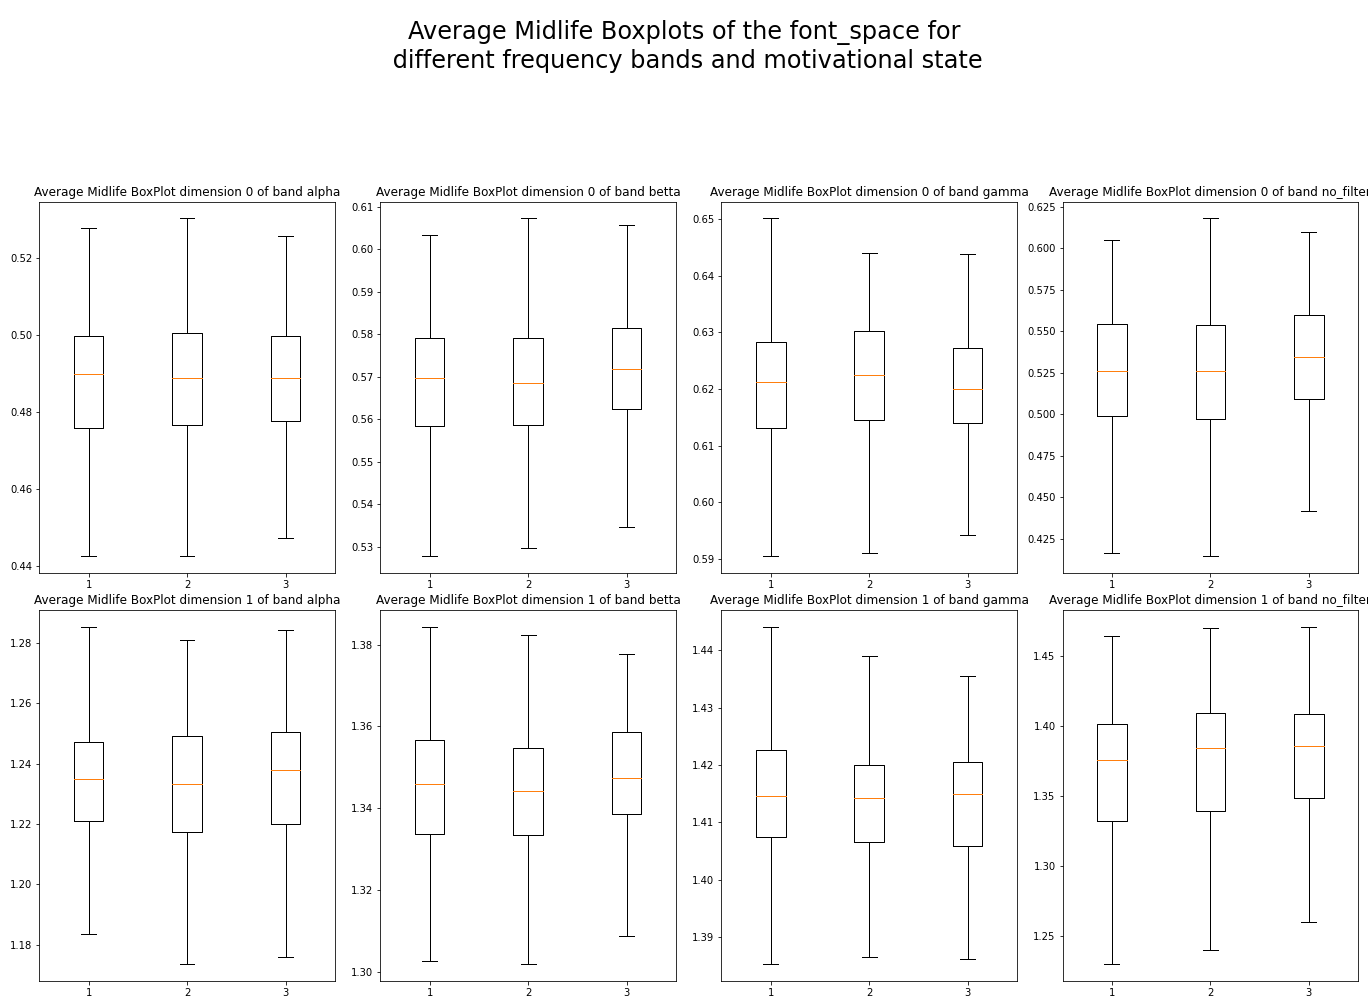 Average Midlife Boxplots of the font_space for
different frequency bands and motivational state
Average Midlife BoxPlot dimension 0 of band alpha
0.52
0.50
0.48
0.46
0.44
1 2 3
Average Midlife BoxPlot dimension 0 of band betta
0.61
0.60
0.59
0.58
0.57
0.56
0.55
0.54
0.53
1 2 3
Average Midlife BoxPlot dimension 0 of band gamma
0.65
0.64
0.63
0.62
0.61
0.60
0.59
1 2 3
Average Midlife BoxPlot dimension 0 of band no_filter
0.625
0.600
0.575
0.550
0.525
0.500
0.475
0.450
0.425
1 2 3
Average Midlife BoxPlot dimension 1 of band alpha
1.28
1.26
1.24
1.22
1.20
1.18
1 2 3
Average Midlife BoxPlot dimension 1 of band betta
1.38
1.36
1.34
1.32
1.30
1 2 3
Average Midlife BoxPlot dimension 1 of band gamma
1.44
1.43
1.42
1.41
1.40
1.39
1 2 3
Average Midlife BoxPlot dimension 1 of band no_filter
1.45
1.40
1.35
1.30
1.25
1 2 3